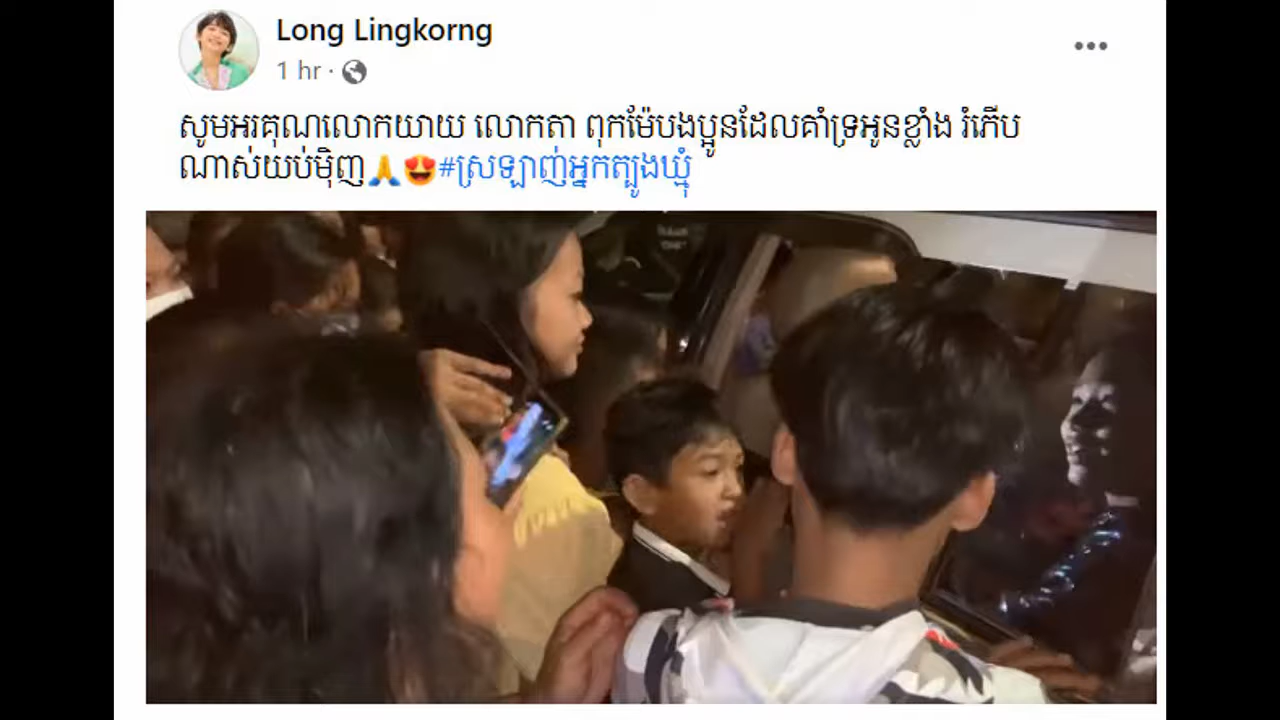 Long Lingkorng
1 hr ·
សូមអរគុណលោកយាយ លោកតា ពុកម៉ែបងប្អូនដែលគាំទ្រអូនខ្លាំង រំភើប
ណាស់យប់ម៉ិញ🙏😍#ស្រឡាញ់អ្នកត្បូងឃ្មុំ